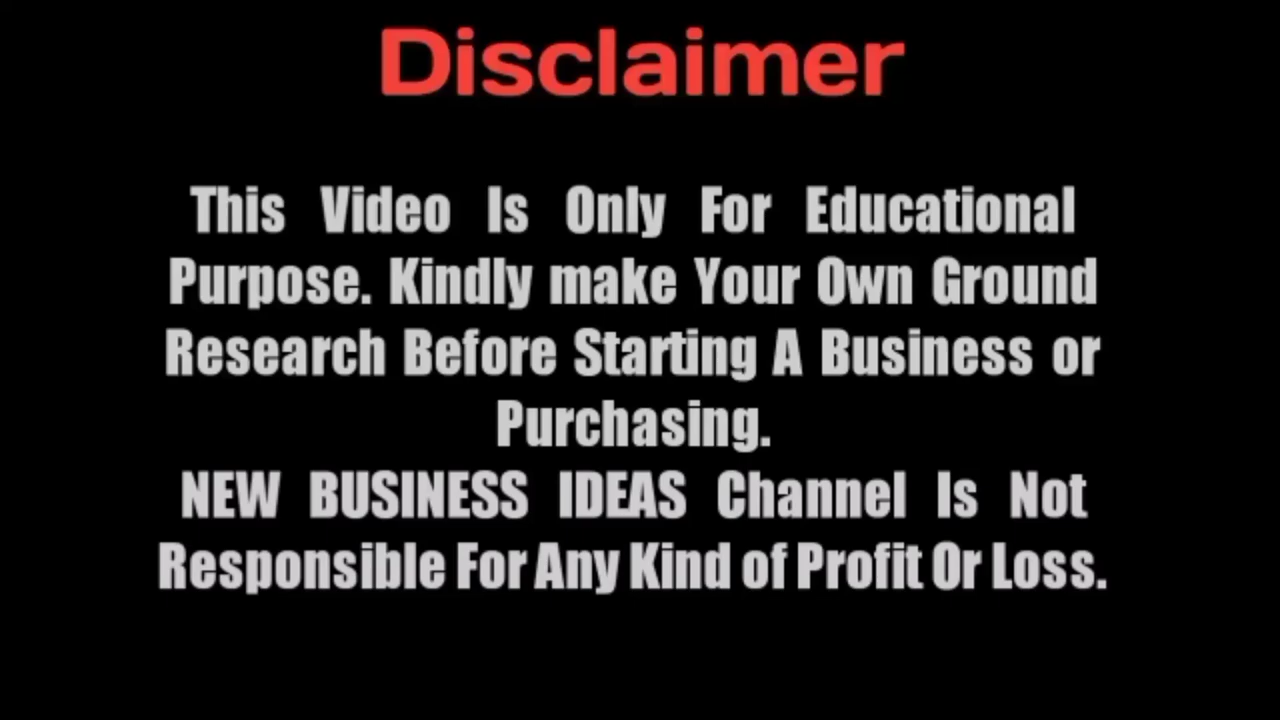 Disclaimer
This Video Is Only For Educational
Purpose. Kindly make Your Own Ground
Research Before Starting A Business or
Purchasing.
NEW BUSINESS IDEAS Channel Is Not
Responsible For Any Kind of Profit Or Loss.